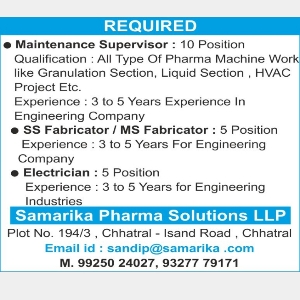 REQUIRED
● Maintenance Supervisor : 10 Position
Qualification : All Type Of Pharma Machine Work
like Granulation Section, Liquid Section , HVAC
Project Etc.
Experience : 3 to 5 Years Experience In
Engineering Company
● SS Fabricator / MS Fabricator : 5 Position
Experience : 3 to 5 Years For Engineering
Company
● Electrician : 5 Position
Experience : 3 to 5 Years for Engineering
Industries
Samarika Pharma Solutions LLP
Plot No. 194/3 , Chhatral - Isand Road , Chhatral
Email id : sandip@samarika .com
M. 99250 24027, 93277 79171